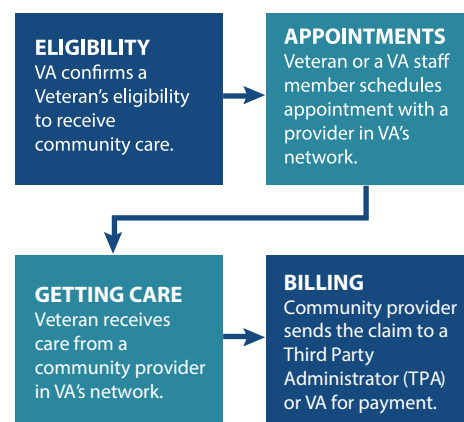 ELIGIBILITY
VA confirms a
Veteran's eligibility
to receive
community care.
APPOINTMENTS
Veteran or a VA staff
member schedules
appointment with a
provider in VA's
network.
GETTING CARE
Veteran receives
care from a
community provider
in VA's network.
BILLING
Community provider
sends the claim to a
Third Party
Administrator (TPA)
or VA for payment.